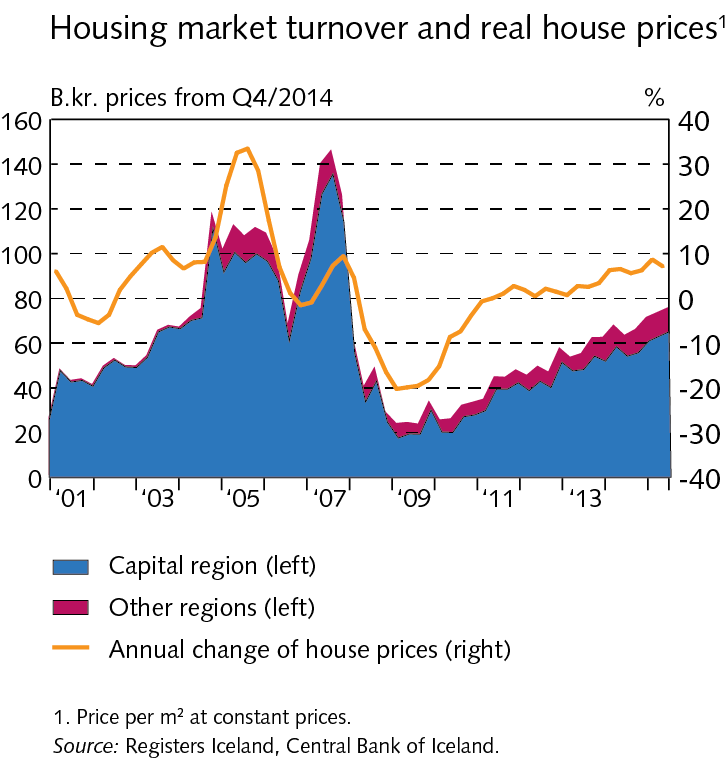 Housing market turnover and real house prices¹
B.kr. prices from Q4/2014 %
160 40
140 30
120 20
100 10
80 0
60 -10
40 -20
20 -30
0 -40
‘01 ‘03 ‘05 ‘07 ‘09 ‘11 ‘13
Capital region (left)
Other regions (left)
Annual change of house prices (right)
1. Price per m² at constant prices.
Source: Registers Iceland, Central Bank of Iceland.